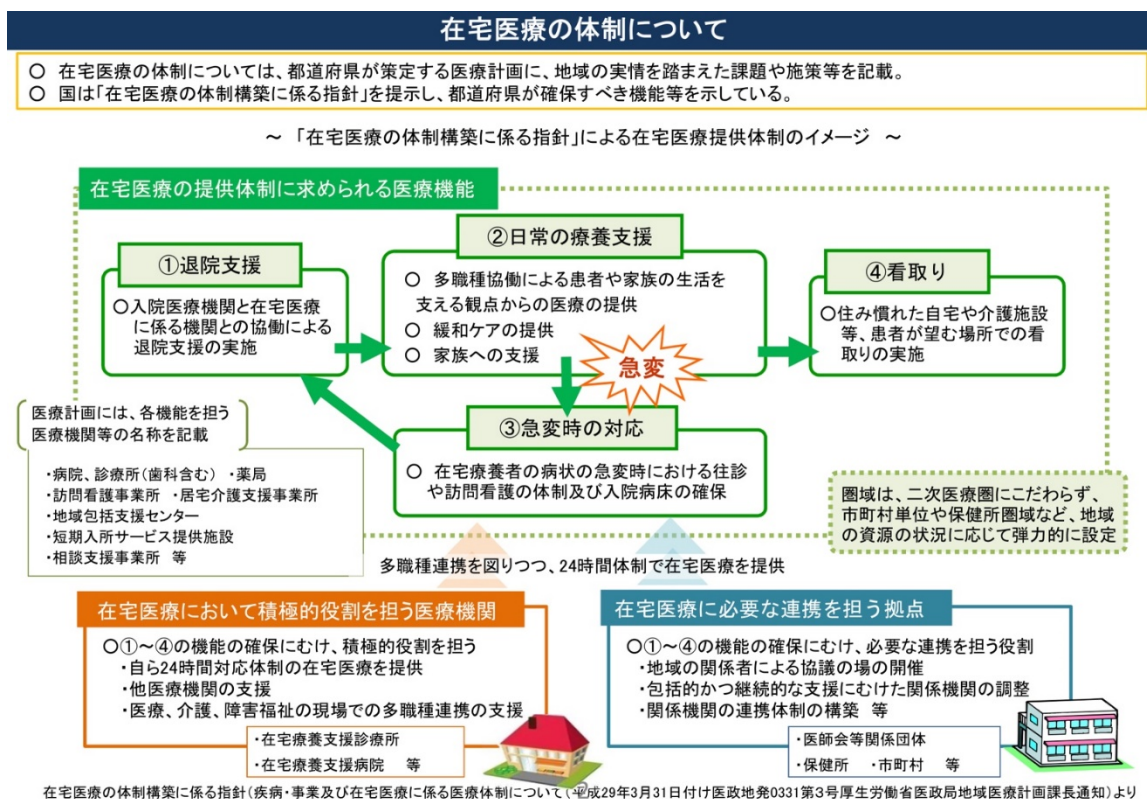 在宅医療の体制について
○ 在宅医療の体制については、都道府県が策定する医療計画に、地域の実情を踏まえた課題や施策等を記載。
○ 国は「在宅医療の体制構築に係る指針」を提示し、都道府県が確保すべき機能等を示している。
～ 「在宅医療の体制構築に係る指針」による在宅医療提供体制のイメージ ～
在宅医療の提供体制に求められる医療機能
①退院支援
○入院医療機関と在宅医療
に係る機関との協働による
退院支援の実施
②日常の療養支援
○ 多職種協働による患者や家族の生活を
支える観点からの医療の提供
○ 緩和ケアの提供
○ 家族への支援
急変
④看取り
○住み慣れた自宅や介護施設
等、患者が望む場所での看
取りの実施
③急変時の対応
○ 在宅療養者の病状の急変時における往診
や訪問看護の体制及び入院病床の確保
医療計画には、各機能を担う
医療機関等の名称を記載
・病院、診療所(歯科含む) ・薬局
・訪問看護事業所 ・居宅介護支援事業所
・地域包括支援センター
・短期入所サービス提供施設
・相談支援事業所 等
圏域は、二次医療圏にこだわらず、
市町村単位や保健所圏域など、地域
の資源の状況に応じて弾力的に設定
多職種連携を図りつつ、24時間体制で在宅医療を提供
在宅医療において積極的役割を担う医療機関
○①～④の機能の確保にむけ、積極的役割を担う
・自ら24時間対応体制の在宅医療を提供
・他医療機関の支援
・医療、介護、障害福祉の現場での多職種連携の支援
・在宅療養支援診療所
・在宅療養支援病院 等
在宅医療に必要な連携を担う拠点
○①～④の機能の確保にむけ、必要な連携を担う役割
・地域の関係者による協議の場の開催
・包括的かつ継続的な支援にむけた関係機関の調整
・関係機関の連携体制の構築 等
・医師会等関係団体
・保健所 ・市町村 等
在宅医療の体制構築に係る指針(疾病・事業及び在宅医療に係る医療体制について(平成29年3月31日付け医政地発0331第3号厚生労働省医政局地域医療計画課長通知)より